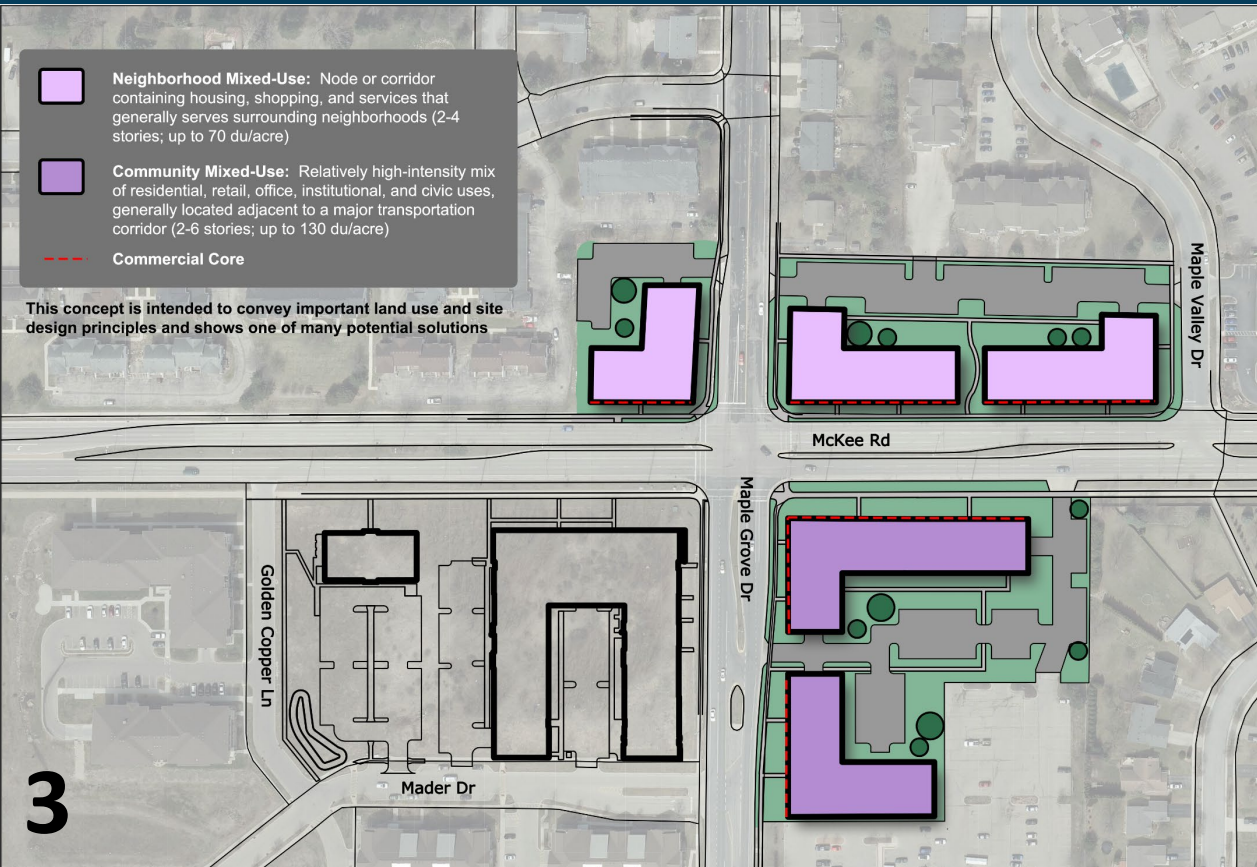 Neighborhood Mixed-Use: Node or corridor
containing housing, shopping, and services that
generally serves surrounding neighborhoods (2-4
stories; up to 70 du/acre)
Community Mixed-Use: Relatively high-intensity mix
of residential, retail, office, institutional, and civic uses,
generally located adjacent to a major transportation
corridor (2-6 stories; up to 130 du/acre)
Commercial Core
This concept is intended to convey important land use and site
design principles and shows one of many potential solutions
Maple Valley Dr
McKee Rd
Maple Grove Dr
Golden Copper Ln
Mader Dr
3